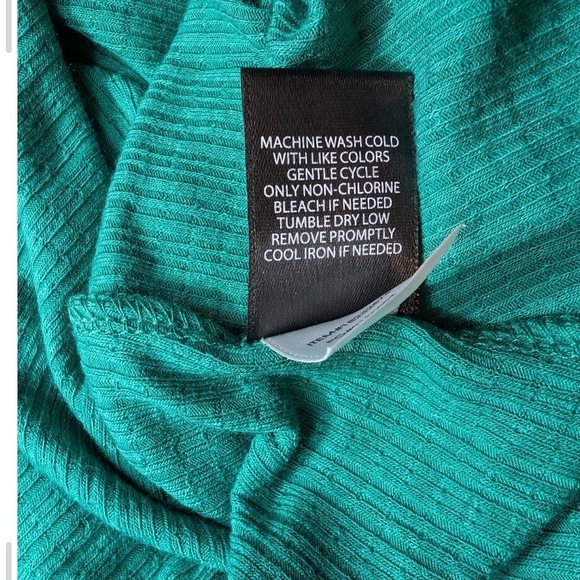 MACHINE WASH COLD
WITH LIKE COLORS
GENTLE CYCLE
ONLY NON-CHLORINE
BLEACH IF NEEDED
TUMBLE DRY LOW
REMOVE PROMPTLY
COOL IRON IF NEEDED